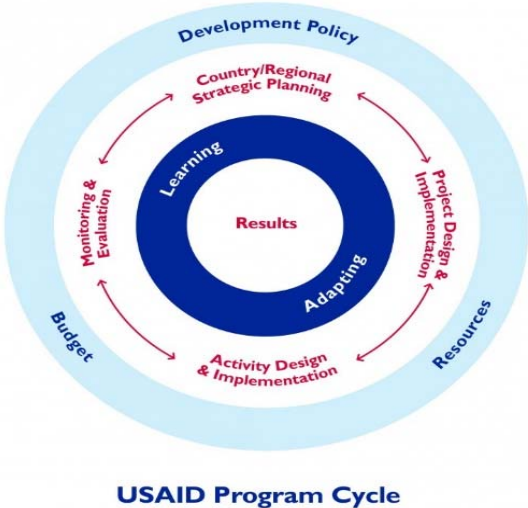 Development Policy
Country/Regional
Strategic Planning
Learning
Monitoring &
Evaluation
Results
Project Design &
Implementation
Adapting
Budget
Resources
Activity Design
& Implementation
USAID Program Cycle